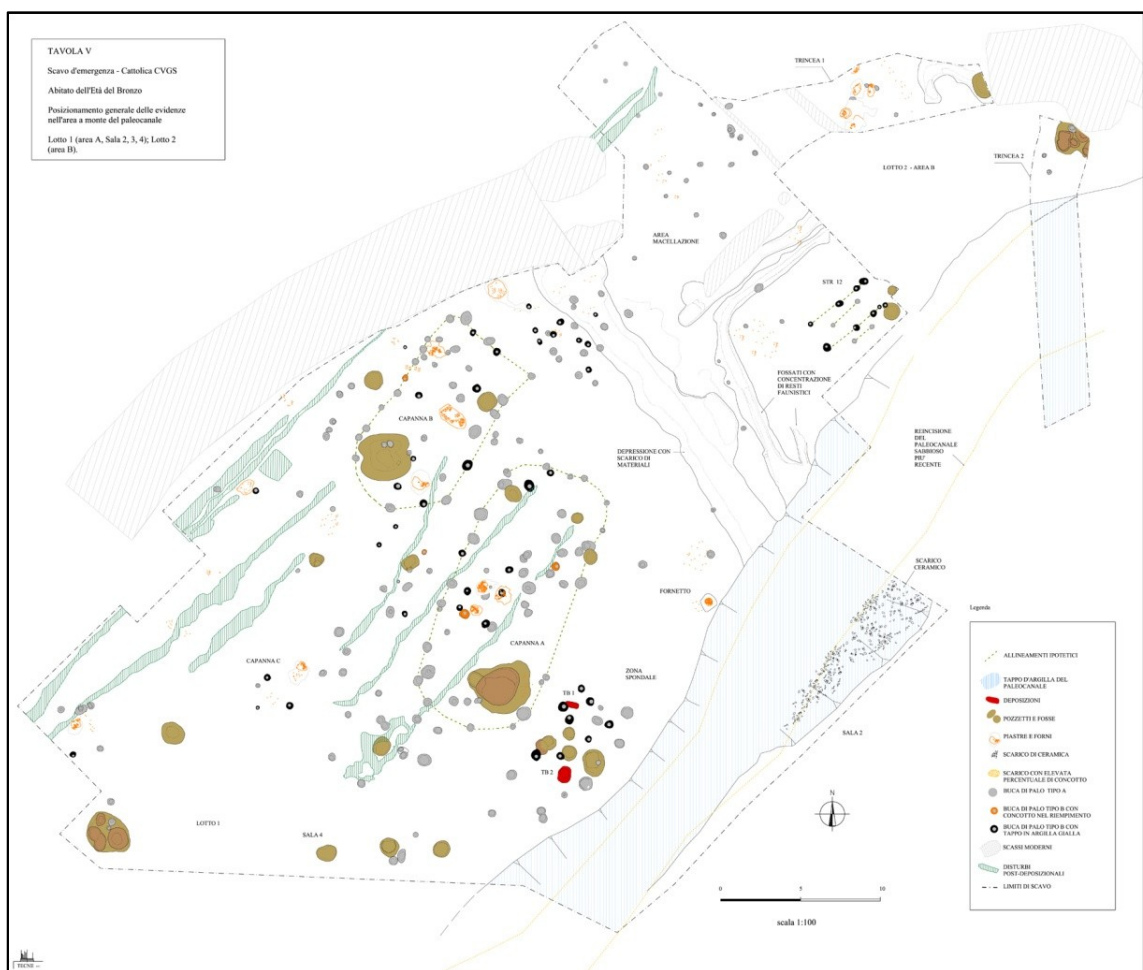 TAVOLA V
Scavo d'emergenza - Cattolica CVGS
Abitato dell'Età del Bronzo
Posizionamento generale delle evidenze
nell'area a monte del paleocanale
Lotto 1 (area A, Sala 2, 3, 4); Lotto 2
(area B).
TRINCEA 1
LOTTO 2 - AREA B
TRINCEA 2
AREA
MACELLAZIONE
STR 12
FOSSATI CON
CONCENTRAZIONE
DI RESTI
FAUNISTICI
CAPANNA B
DEPRESSIONE CON
SCARICO DI
MATERIALI
REINCISIONE
DEL
PALEOCANALE
SABBIOSO
PIU'
RECENTE
SCARICO
CERAMICO
FORNETTO
CAPANNA A
CAPANNA C
ZONA
SPONDALE
TB 1
TB 2
SALA 2
LOTTO 1
SALA 4
N
0
5
10
scala 1:100
Legenda
ALLINEAMENTI IPOTETICI
TAPPO D'ARGILLA DEL
PALEOCANALE
DEPOSIZIONI
POZZETTI E FOSSE
PIASTRE E FORNI
SCARICO DI CERAMICA
SCARICO CON ELEVATA
PERCENTUALE DI CONCOTTO
BUCA DI PALO TIPO A
BUCA DI PALO TIPO B CON
CONCOTTO NEL RIEMPIMENTO
BUCA DI PALO TIPO B CON
TAPPO IN ARGILLA GIALLA
SCASSI MODERNI
DISTURBI
POST-DEPOSIZIONALI
LIMITI DI SCAVO
TECNE